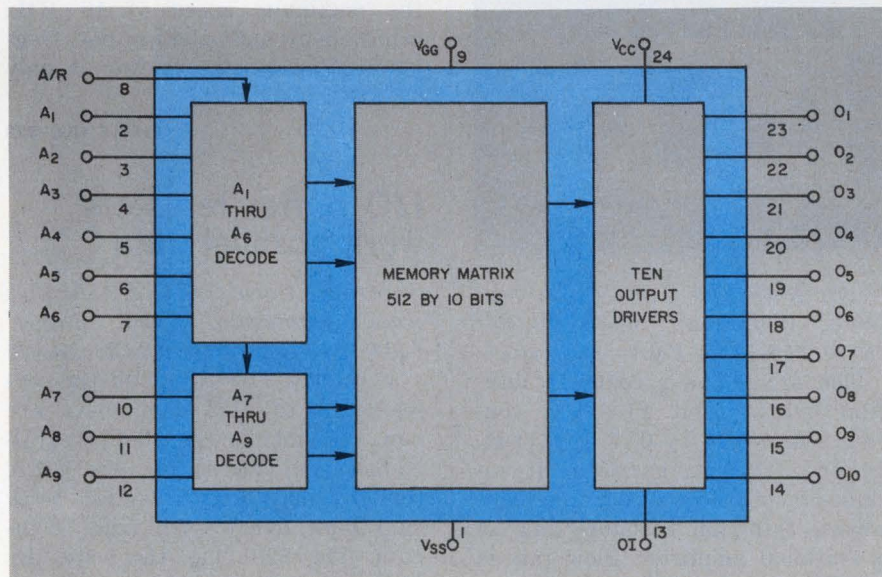 VGG 9
VCC 24
A/R 8
A1 2
A2 3
A3 4
A4 5
A5 6
A6 7
A7 10
A8 11
A9 12
A1
THRU
A6
DECODE
A7
THRU
A9
DECODE
MEMORY MATRIX
512 BY 10 BITS
TEN
OUTPUT
DRIVERS
23 O1
22 O2
21 O3
20 O4
19 O5
18 O6
17 O7
16 O8
15 O9
14 O10
VSS 1
OI 13